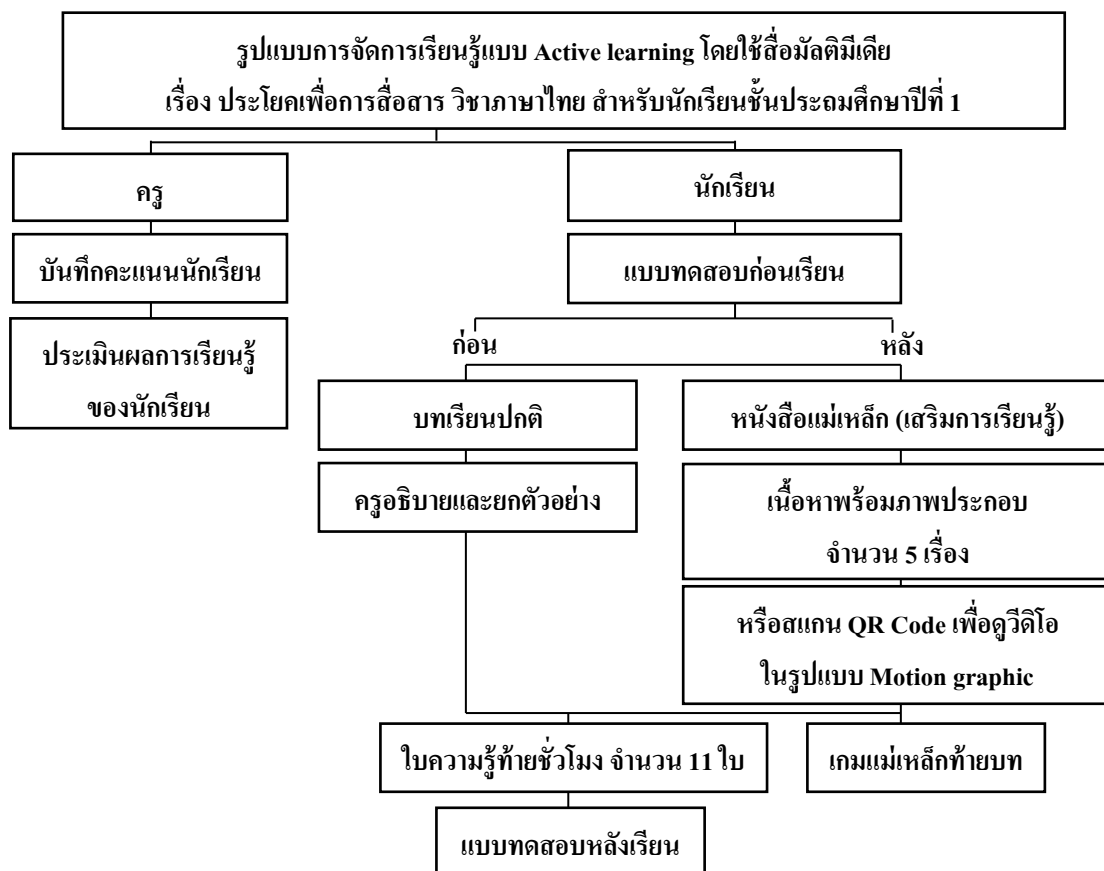 รูปแบบการจัดการเรียนรู้แบบ Active learning โดยใช้สื่อมัลติมีเดีย
เรื่อง ประโยคเพื่อการสื่อสาร วิชาภาษาไทย สำหรับนักเรียนชั้นประถมศึกษาปีที่ 1
ครู
นักเรียน
บันทึกคะแนนนักเรียน
แบบทดสอบก่อนเรียน
ประเมินผลการเรียนรู้
ของนักเรียน
ก่อน
หลัง
บทเรียนปกติ
หนังสือแม่เหล็ก (เสริมการเรียนรู้)
ครูอธิบายและยกตัวอย่าง
เนื้อหาพร้อมภาพประกอบ
จำนวน 5 เรื่อง
หรือสแกน QR Code เพื่อดูวีดิโอ
ในรูปแบบ Motion graphic
ใบความรู้ท้ายชั่วโมง จำนวน 11 ใบ
เกมแม่เหล็กท้ายบท
แบบทดสอบหลังเรียน